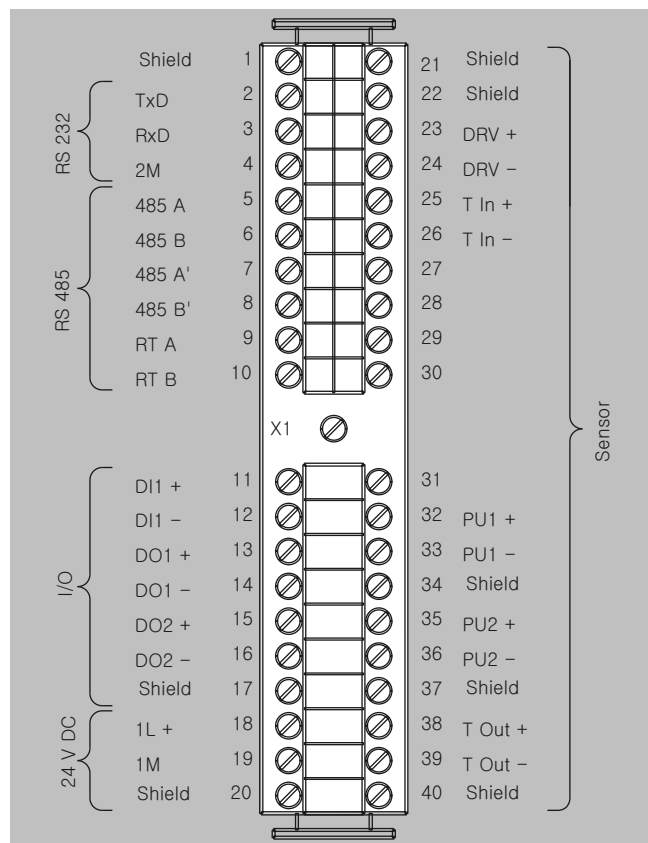 Shield 1 21 Shield
TxD 2 22 Shield
RxD 3 23 DRV +
2M 4 24 DRV −
RS 232
485 A 5 25 T In +
485 B 6 26 T In −
485 A' 7 27
485 B' 8 28
RT A 9 29
RT B 10 30
RS 485
X1
Sensor
DI1 + 11 31
DI1 − 12 32 PU1 +
DO1 + 13 33 PU1 −
DO1 − 14 34 Shield
DO2 + 15 35 PU2 +
DO2 − 16 36 PU2 −
Shield 17 37 Shield
I/O
1L + 18 38 T Out +
1M 19 39 T Out −
Shield 20 40 Shield
24 V DC